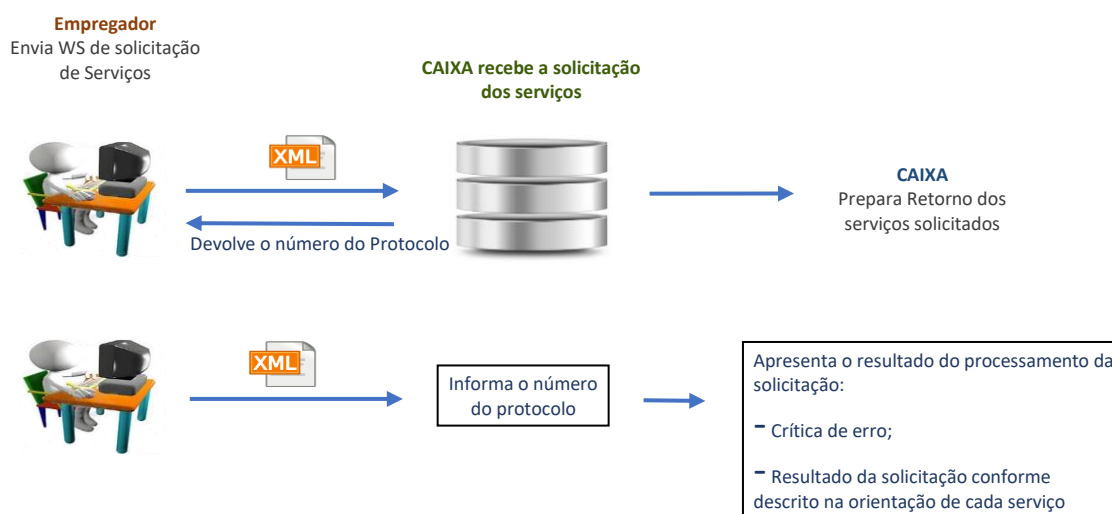 Empregador
Envia WS de solicitação
de Serviços
CAIXA recebe a solicitação
dos serviços
XML
CAIXA
Prepara Retorno dos
serviços solicitados
Devolve o número do Protocolo
XML
Informa o número
do protocolo
Apresenta o resultado do processamento da
solicitação:
- Crítica de erro;
- Resultado da solicitação conforme
descrito na orientação de cada serviço